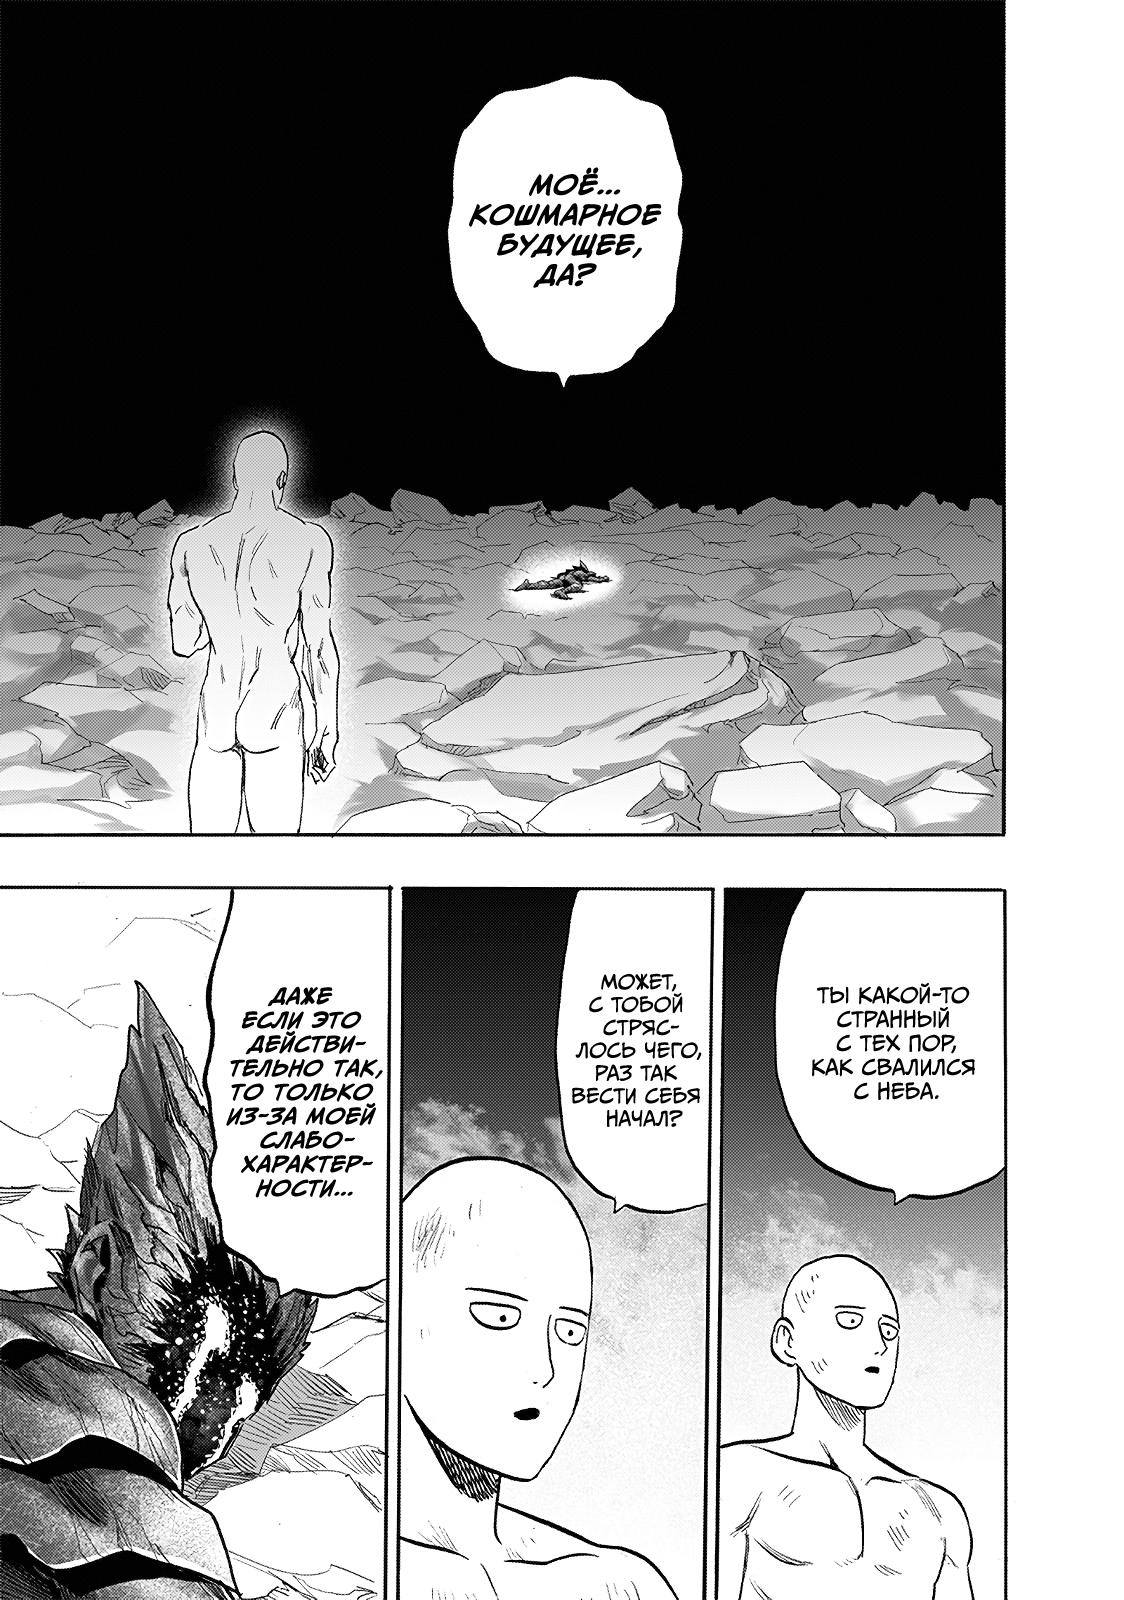 МОЁ...
КОШМАРНОЕ
БУДУЩЕЕ,
ДА?
ТЫ КАКОЙ-ТО
СТРАННЫЙ
С ТЕХ ПОР,
КАК СВАЛИЛСЯ
С НЕБА.
МОЖЕТ,
С ТОБОЙ
СТРЯС-
ЛОСЬ ЧЕГО,
РАЗ ТАК
ВЕСТИ СЕБЯ
НАЧАЛ?
ДАЖЕ
ЕСЛИ ЭТО
ДЕЙСТВИ-
ТЕЛЬНО ТАК,
ТО ТОЛЬКО
ИЗ-ЗА МОЕЙ
СЛАБО-
ХАРАКТЕР-
НОСТИ...